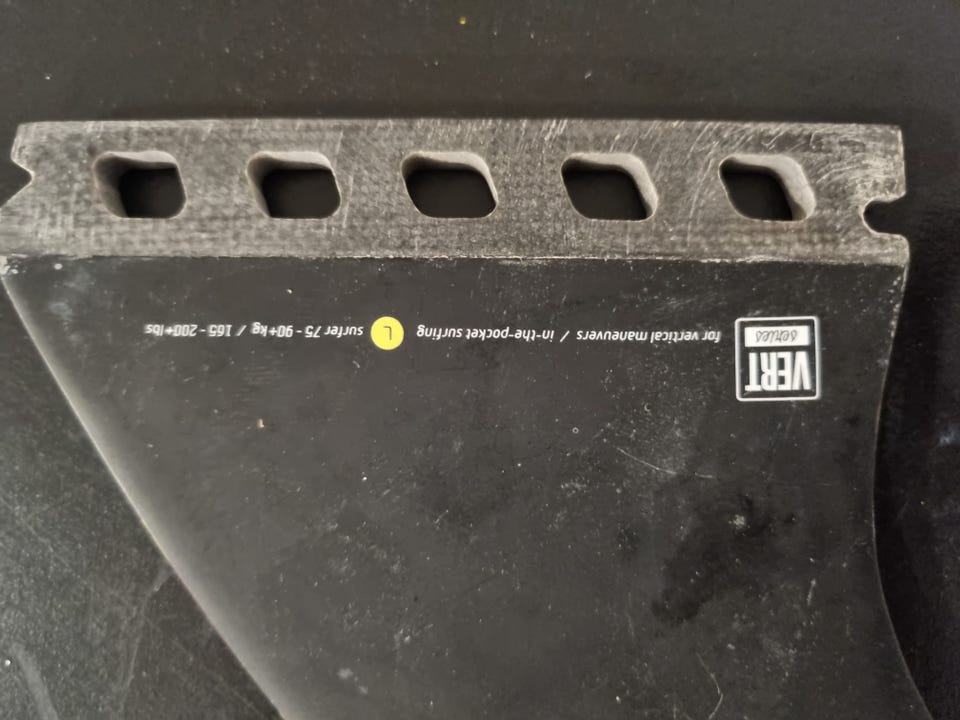 VERT
series
for vertical maneuvers / in-the-pocket surfing L surfer 75 - 90+kg / 165 - 200+lbs